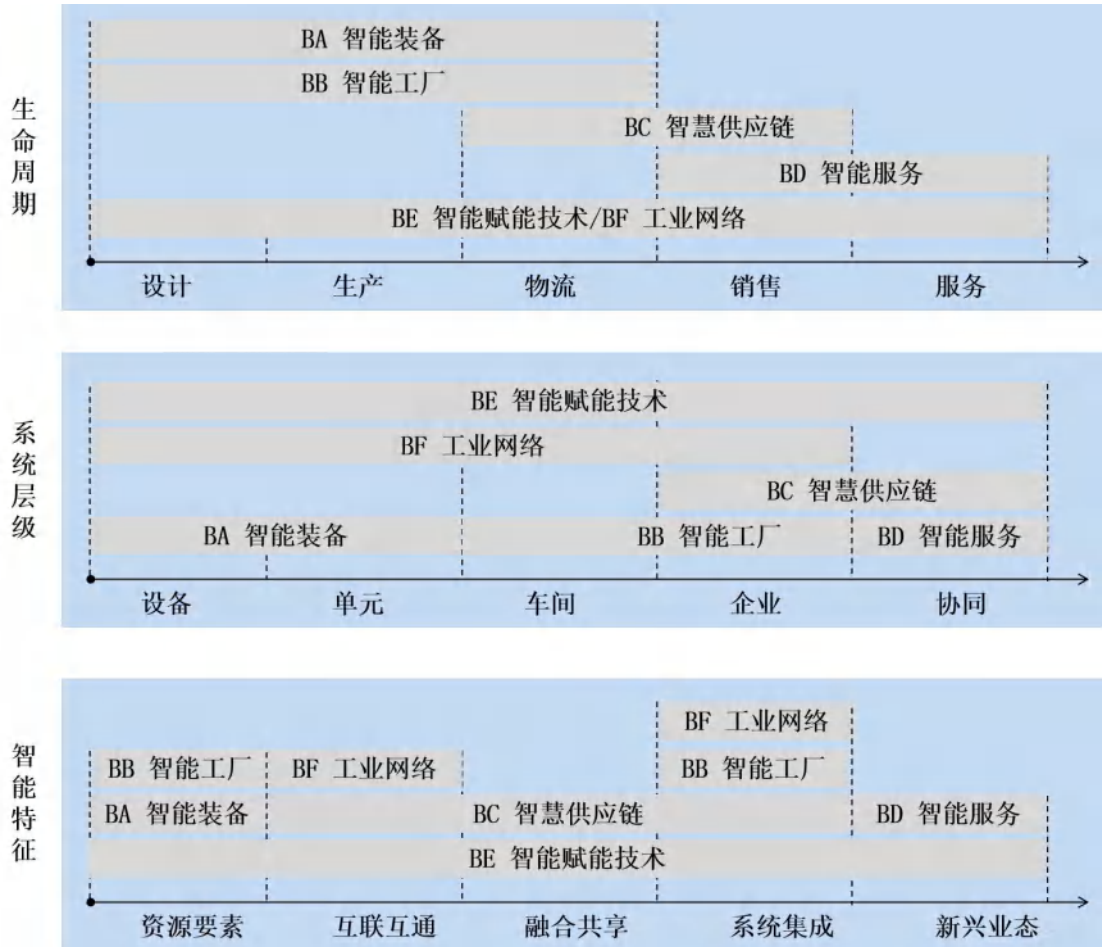 生命周期
BA 智能装备
BB 智能工厂
BC 智慧供应链
BD 智能服务
BE 智能赋能技术/BF 工业网络
设计 生产 物流 销售 服务
系统层级
BE 智能赋能技术
BF 工业网络
BC 智慧供应链
BA 智能装备 BB 智能工厂 BD 智能服务
设备 单元 车间 企业 协同
智能特征
BF 工业网络
BB 智能工厂 BF 工业网络 BB 智能工厂
BA 智能装备 BC 智慧供应链 BD 智能服务
BE 智能赋能技术
资源要素 互联互通 融合共享 系统集成 新兴业态